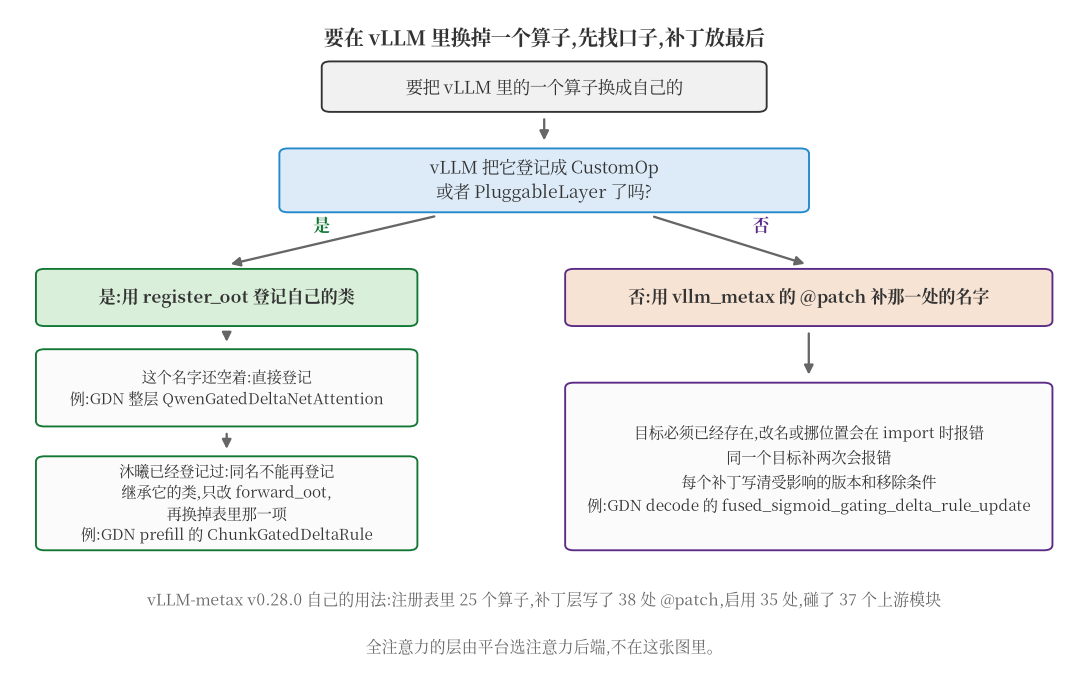 要在 vLLM 里换掉一个算子,先找口子,补丁放最后
要把 vLLM 里的一个算子换成自己的
vLLM 把它登记成 CustomOp
或者 PluggableLayer 了吗?
是
否
是:用 register_oot 登记自己的类
否:用 vllm_metax 的 @patch 补那一处的名字
这个名字还空着:直接登记
例:GDN 整层 QwenGatedDeltaNetAttention
沐曦已经登记过:同名不能再登记
继承它的类,只改 forward_oot,
再换掉表里那一项
例:GDN prefill 的 ChunkGatedDeltaRule
目标必须已经存在,改名或挪位置会在 import 时报错
同一个目标补两次会报错
每个补丁写清受影响的版本和移除条件
例:GDN decode 的 fused_sigmoid_gating_delta_rule_update
vLLM-metax v0.28.0 自己的用法:注册表里 25 个算子,补丁层写了 38 处 @patch,启用 35 处,碰了 37 个上游模块
全注意力的层由平台选注意力后端,不在这张图里。